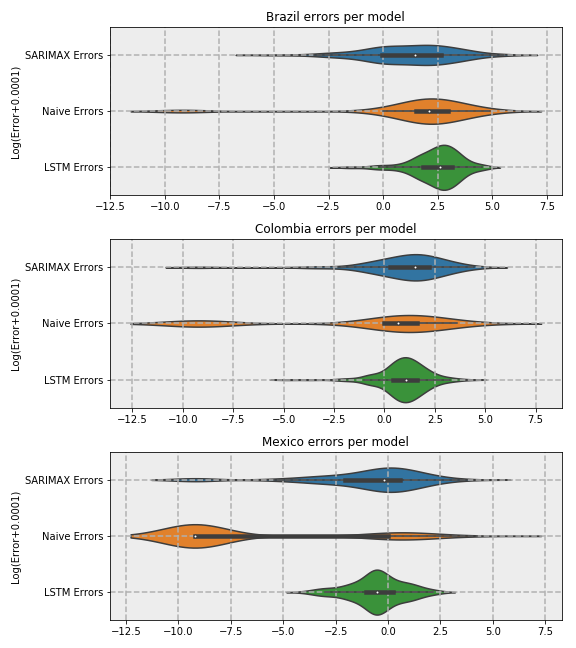 Brazil errors per model
Log(Error+0.0001)
SARIMAX Errors
Naive Errors
LSTM Errors
−12.5 −10.0 −7.5 −5.0 −2.5 0.0 2.5 5.0 7.5
Colombia errors per model
Log(Error+0.0001)
SARIMAX Errors
Naive Errors
LSTM Errors
−12.5 −10.0 −7.5 −5.0 −2.5 0.0 2.5 5.0 7.5
Mexico errors per model
Log(Error+0.0001)
SARIMAX Errors
Naive Errors
LSTM Errors
−12.5 −10.0 −7.5 −5.0 −2.5 0.0 2.5 5.0 7.5